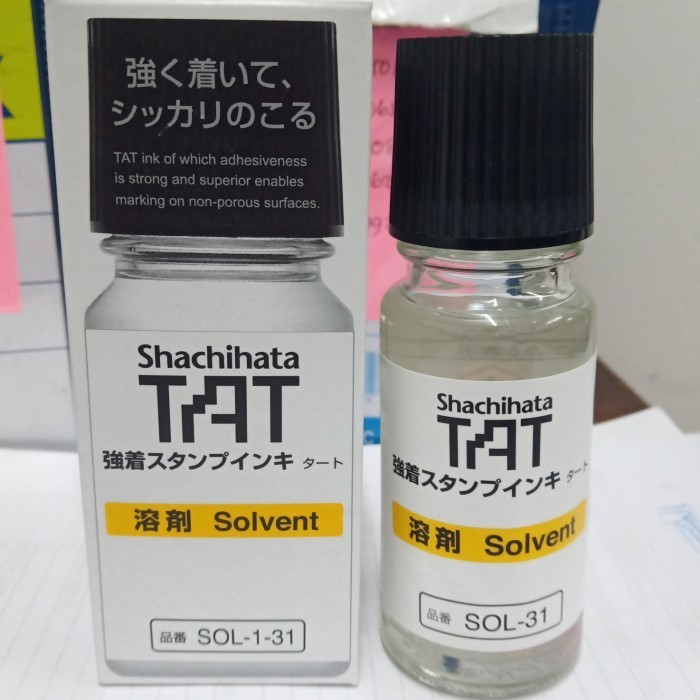 強く着いて、
シッカリのこる
TAT ink of which adhesiveness
is strong and superior enables
marking on non-porous surfaces.
Shachihata
TAT
強着スタンプインキ タート
溶剤 Solvent
品番 SOL-1-31
Shachihata
TAT
強着スタンプインキ タート
溶剤 Solvent
品番 SOL-31